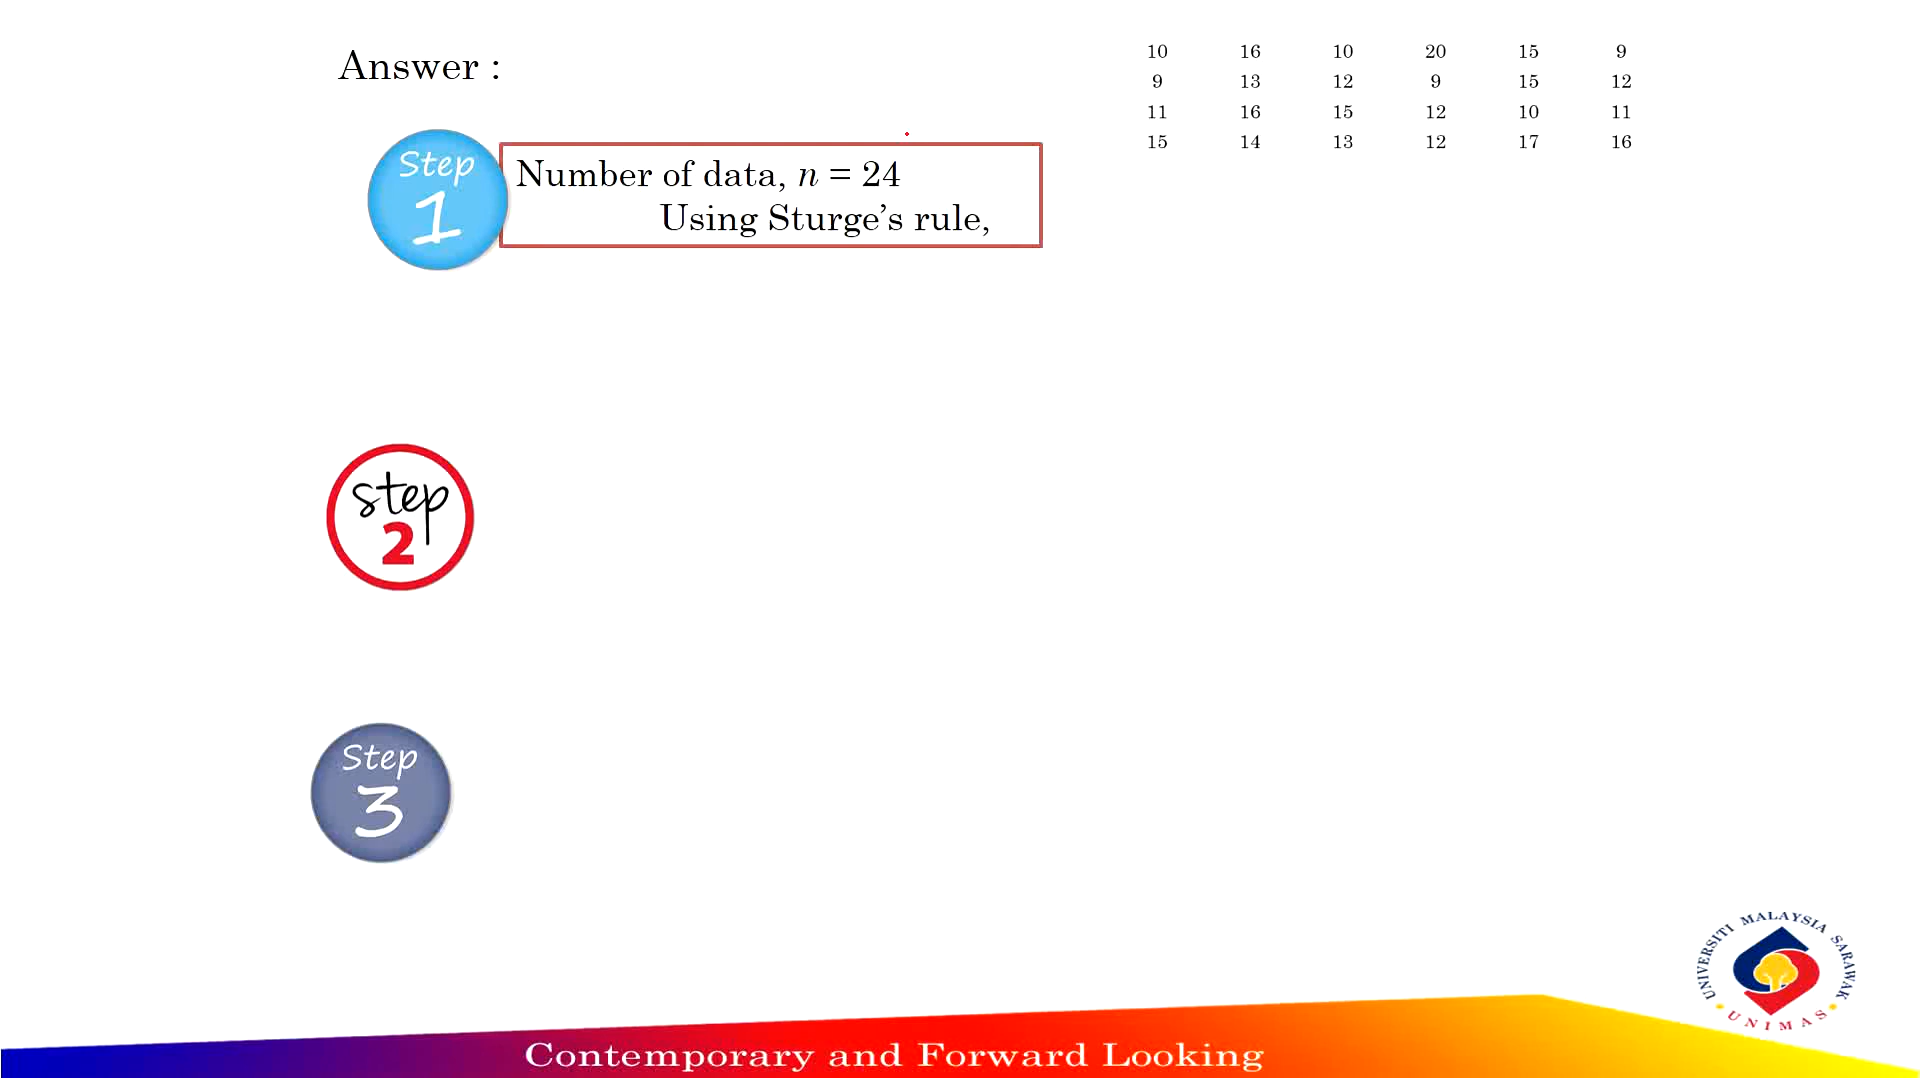 Answer :
10 16 10 20 15 9
9 13 12 9 15 12
11 16 15 12 10 11
15 14 13 12 17 16
Step
1
Number of data, n = 24
Using Sturge’s rule,
step
2
Step
3
UNIVERSITI MALAYSIA SARAWAK
UNIMAS
Contemporary and Forward Looking